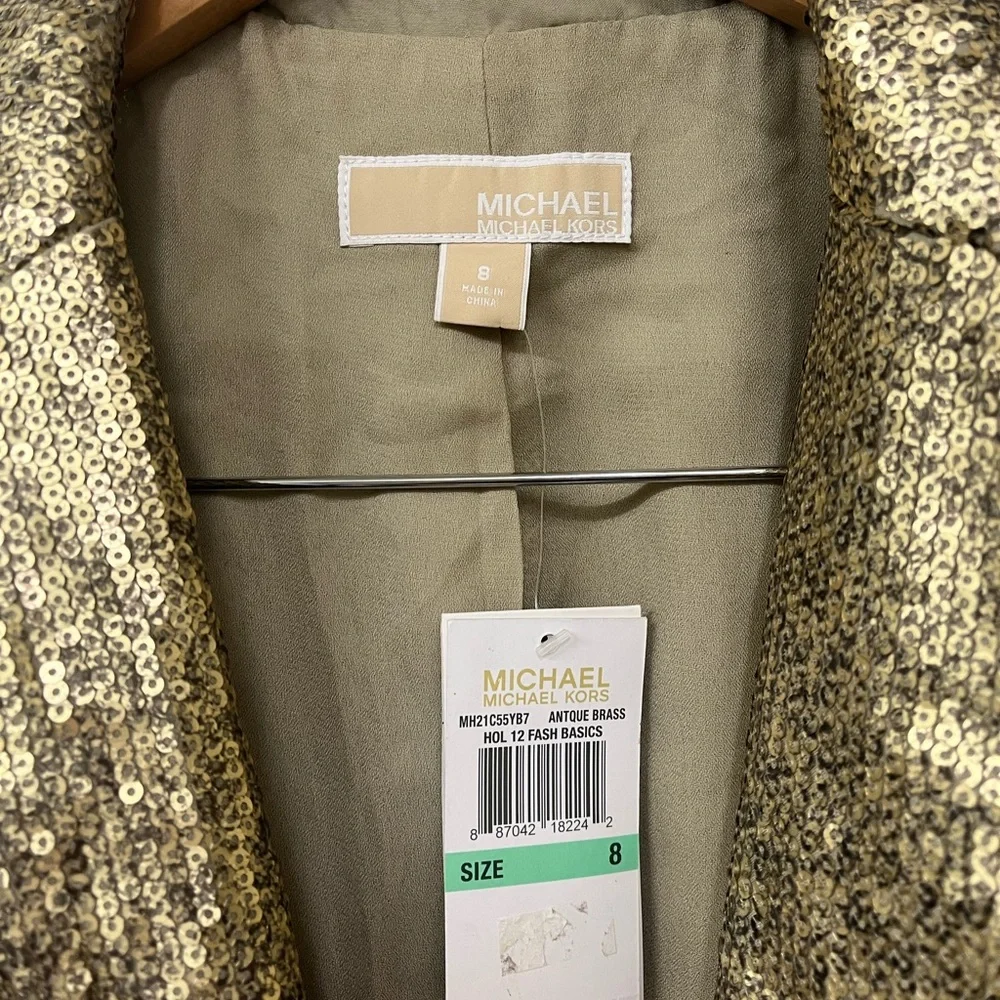 MICHAEL
MICHAEL KORS
8
MADE IN
CHINA
MICHAEL
MICHAEL KORS
MH21C55YB7 ANTQUE BRASS
HOL 12 FASH BASICS
8 87042 18224 2
SIZE 8